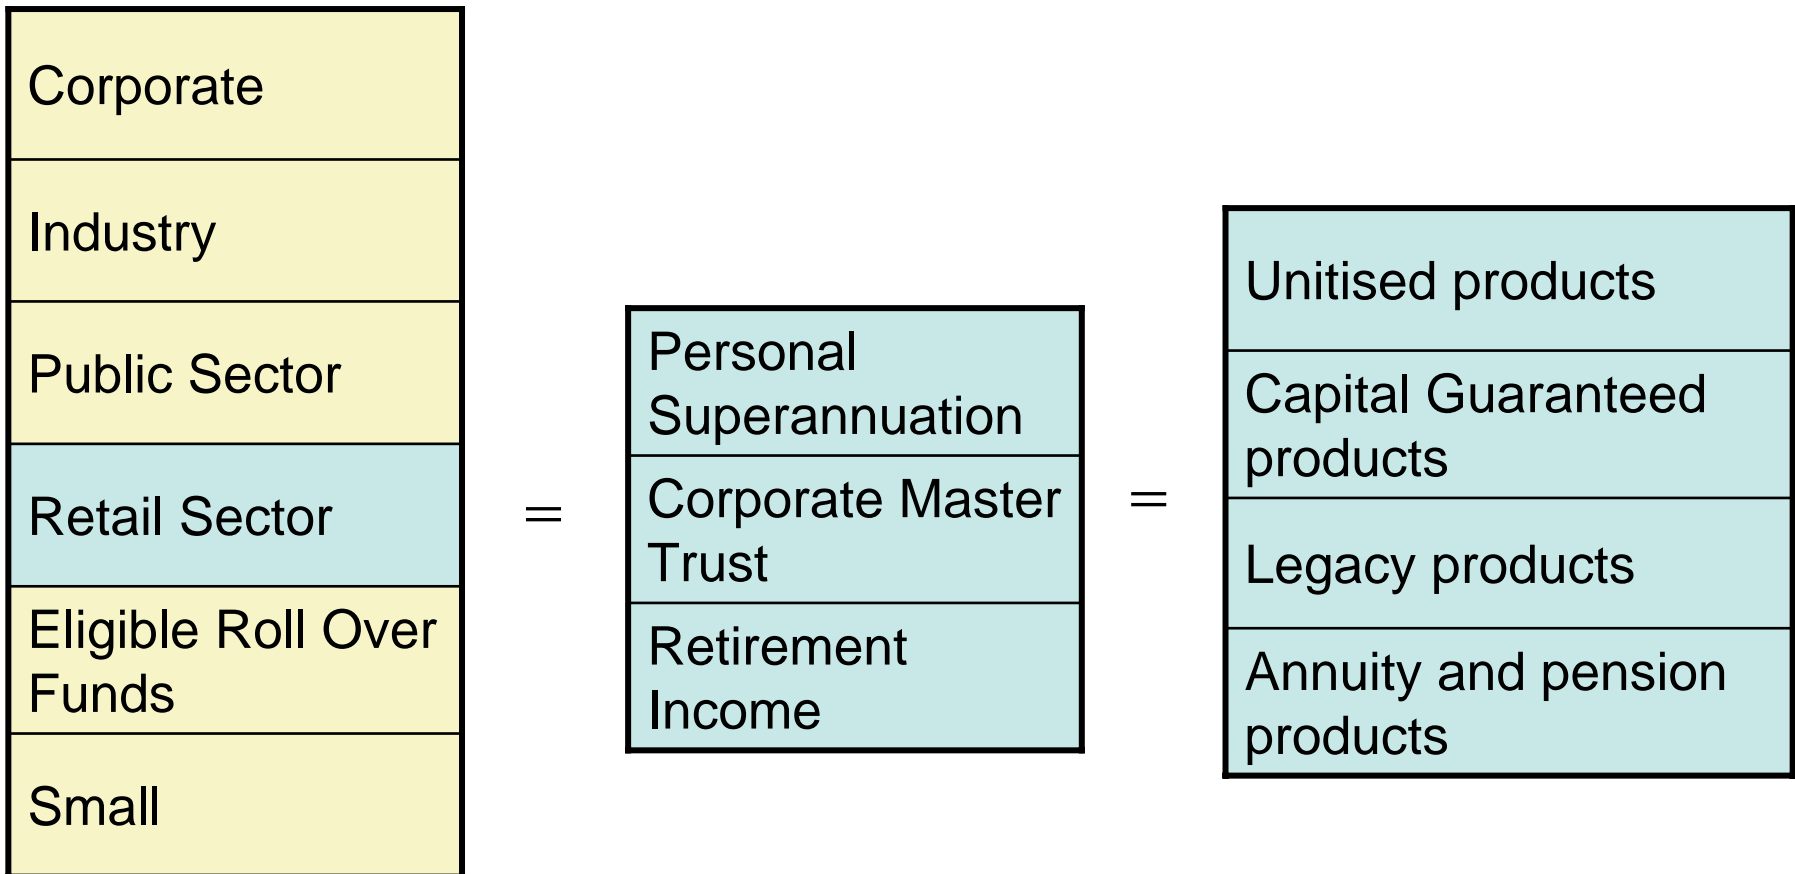 Corporate
Industry
Public Sector
Retail Sector
Eligible Roll Over
Funds
Small
=
Personal
Superannuation
Corporate Master
Trust
Retirement
Income
=
Unitised products
Capital Guaranteed
products
Legacy products
Annuity and pension
products